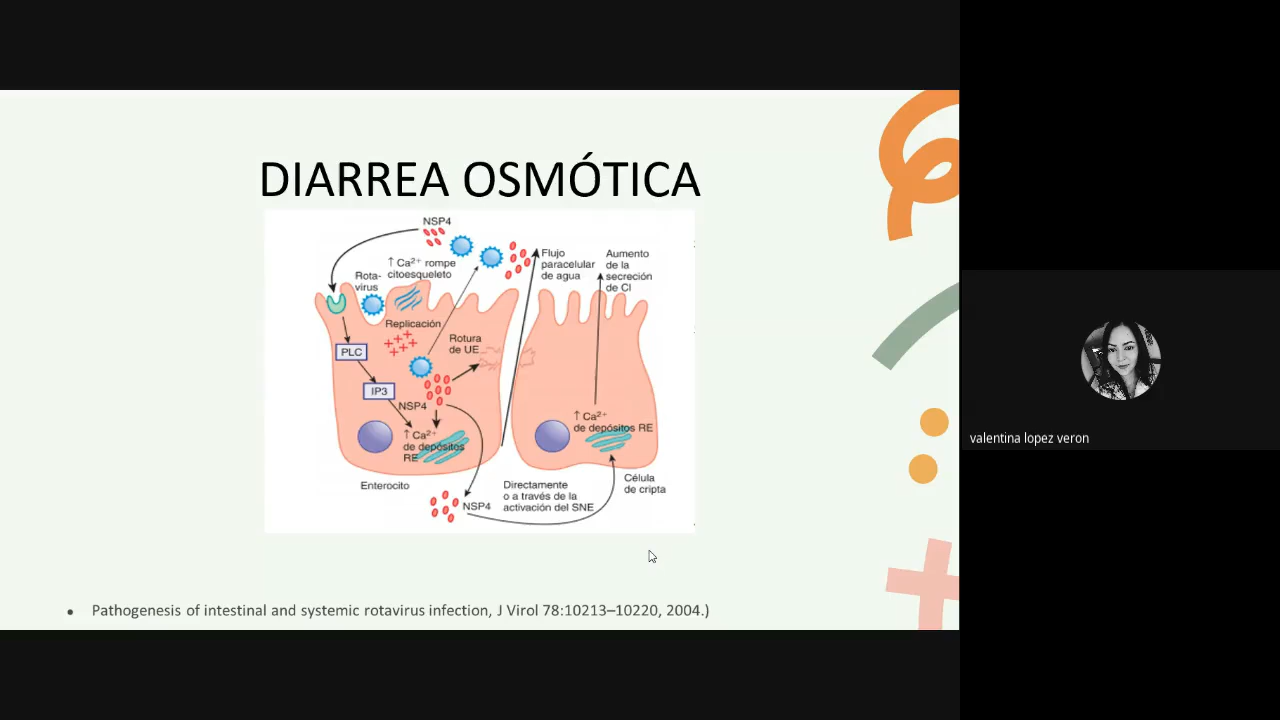 DIARREA OSMÓTICA
NSP4
↑ Ca²⁺ rompe
citoesqueleto
Rota-
virus
Replicación
PLC
IP3
NSP4
↑ Ca²⁺
de depósitos
RE
Rotura
de UE
Enterocito
NSP4
Flujo
paracelular
de agua
Aumento
de la
secreción
de Cl
↑ Ca²⁺
de depósitos RE
Célula
de cripta
Directamente
o a través de la
activación del SNE
• Pathogenesis of intestinal and systemic rotavirus infection, J Virol 78:10213–10220, 2004.)
valentina lopez veron